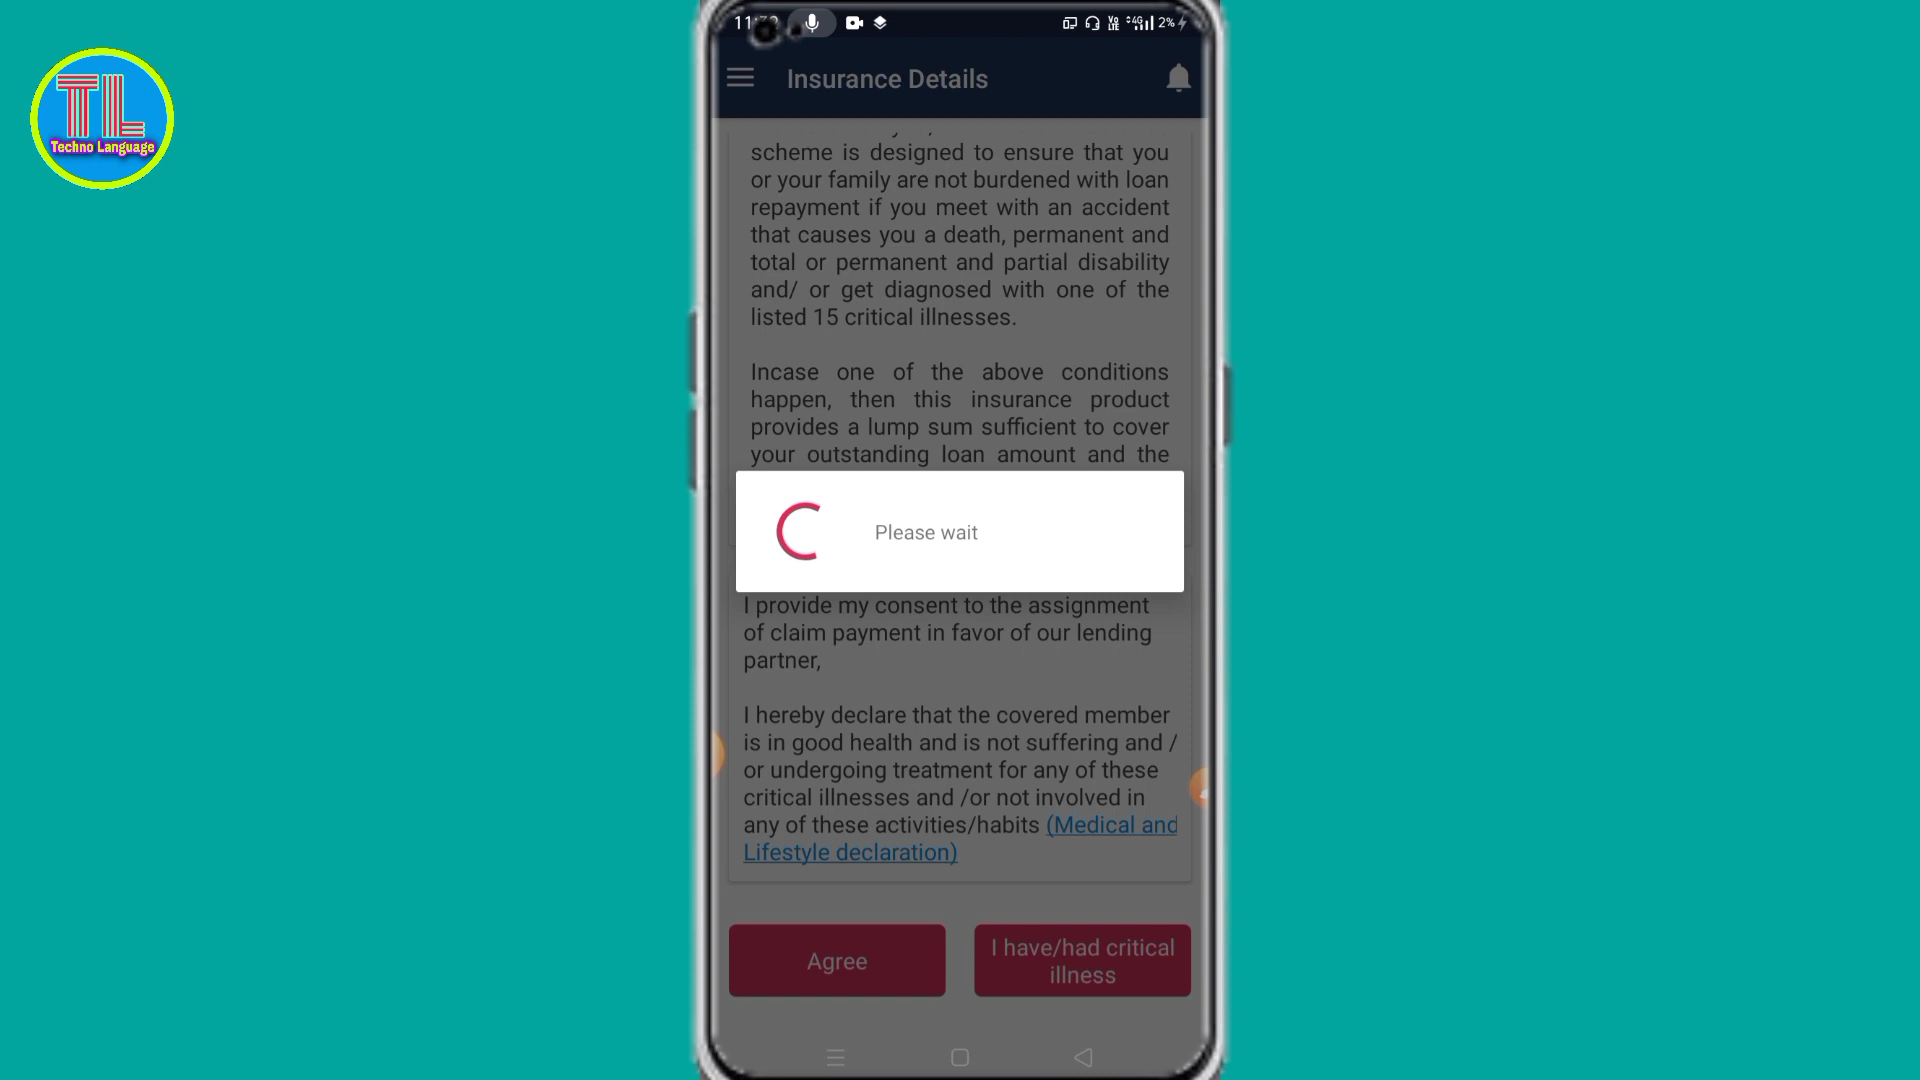 TL
Techno Language
2%
Insurance Details
scheme is designed to ensure that you
or your family are not burdened with loan
repayment if you meet with an accident
that causes you a death, permanent and
total or permanent and partial disability
and/ or get diagnosed with one of the
listed 15 critical illnesses.
Incase one of the above conditions
happen, then this insurance product
provides a lump sum sufficient to cover
your outstanding loan amount and the
Please wait
I provide my consent to the assignment
of claim payment in favor of our lending
partner,
I hereby declare that the covered member
is in good health and is not suffering and /
or undergoing treatment for any of these
critical illnesses and /or not involved in
any of these activities/habits (Medical and
Lifestyle declaration)
Agree
I have/had critical
illness